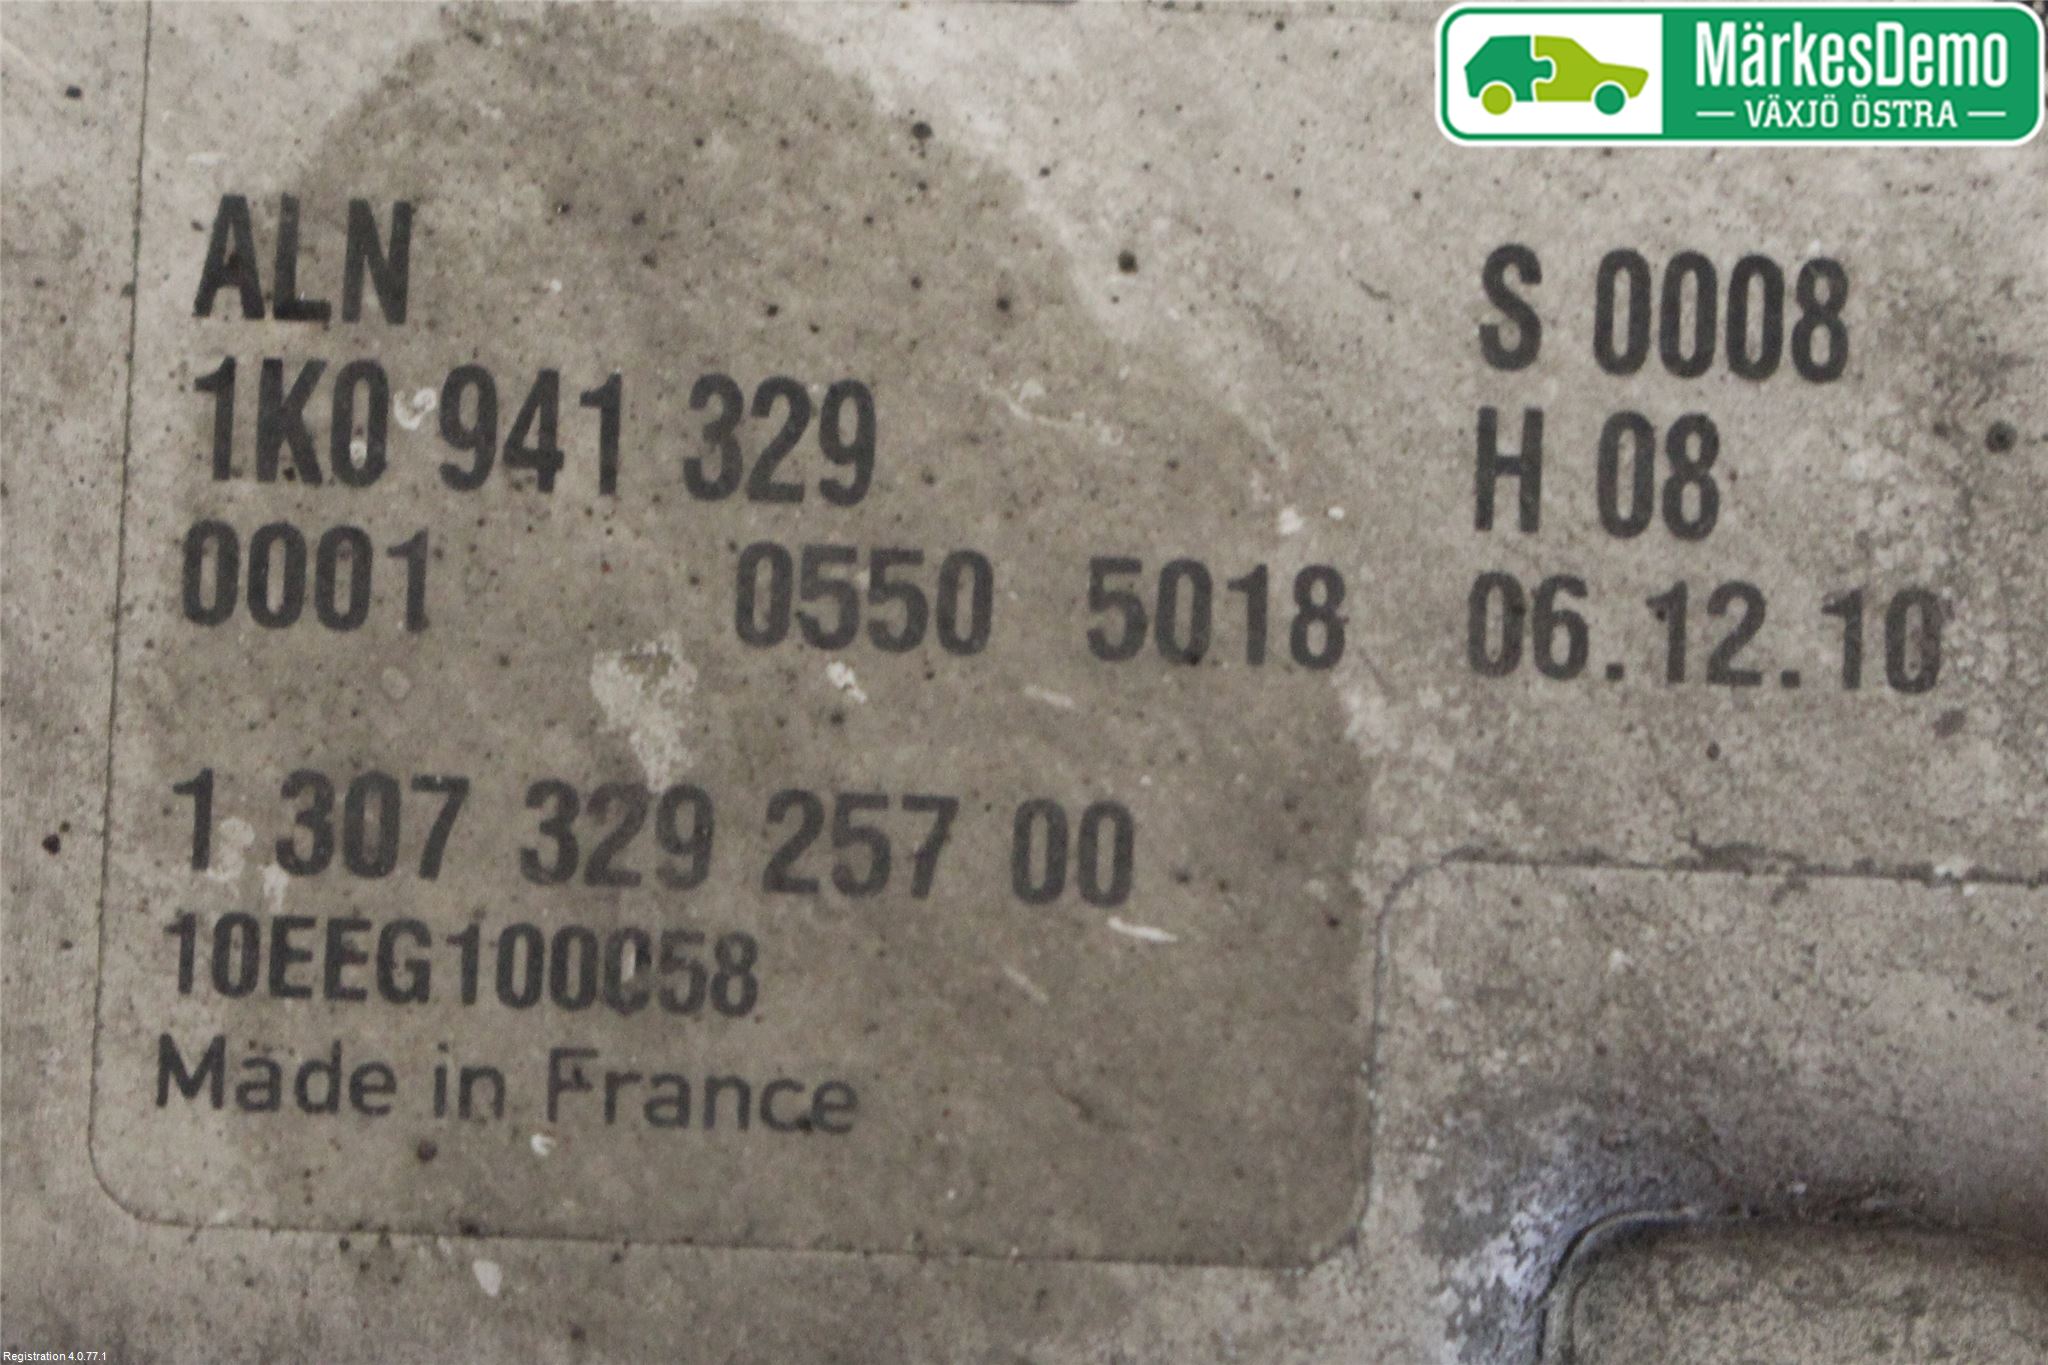 MärkesDemo
VÄXJÖ ÖSTRA
ALN
1K0 941 329
0001 0550 5018
1 307 329 257 00
10EEG100058
Made in France
S 0008
H 08
06.12.10
Registration 4.0.77.1